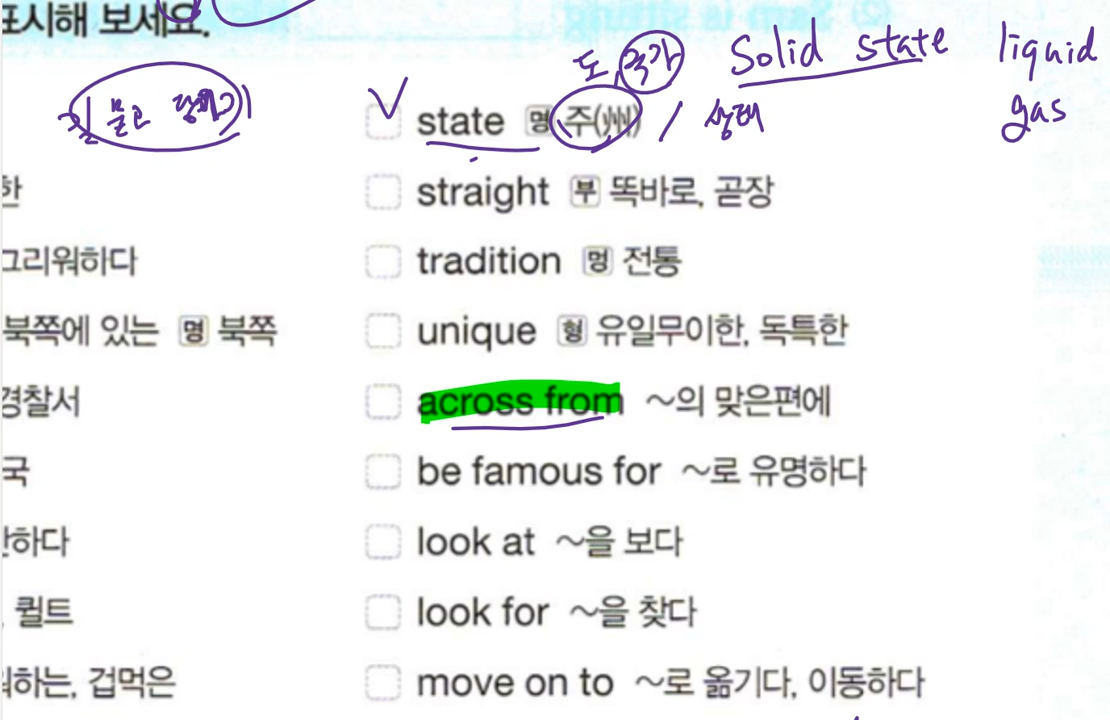 표시해 보세요.
도, 국가 Solid state liquid
질 묻고 답하기 state 명 주(州) / 상태 gas
한 straight 부 똑바로, 곧장
그리워하다 tradition 명 전통
북쪽에 있는 명 북쪽 unique 형 유일무이한, 독특한
경찰서 across from ~의 맞은편에
국 be famous for ~로 유명하다
하다 look at ~을 보다
퀼트 look for ~을 찾다
하는, 겁먹은 move on to ~로 옮기다, 이동하다